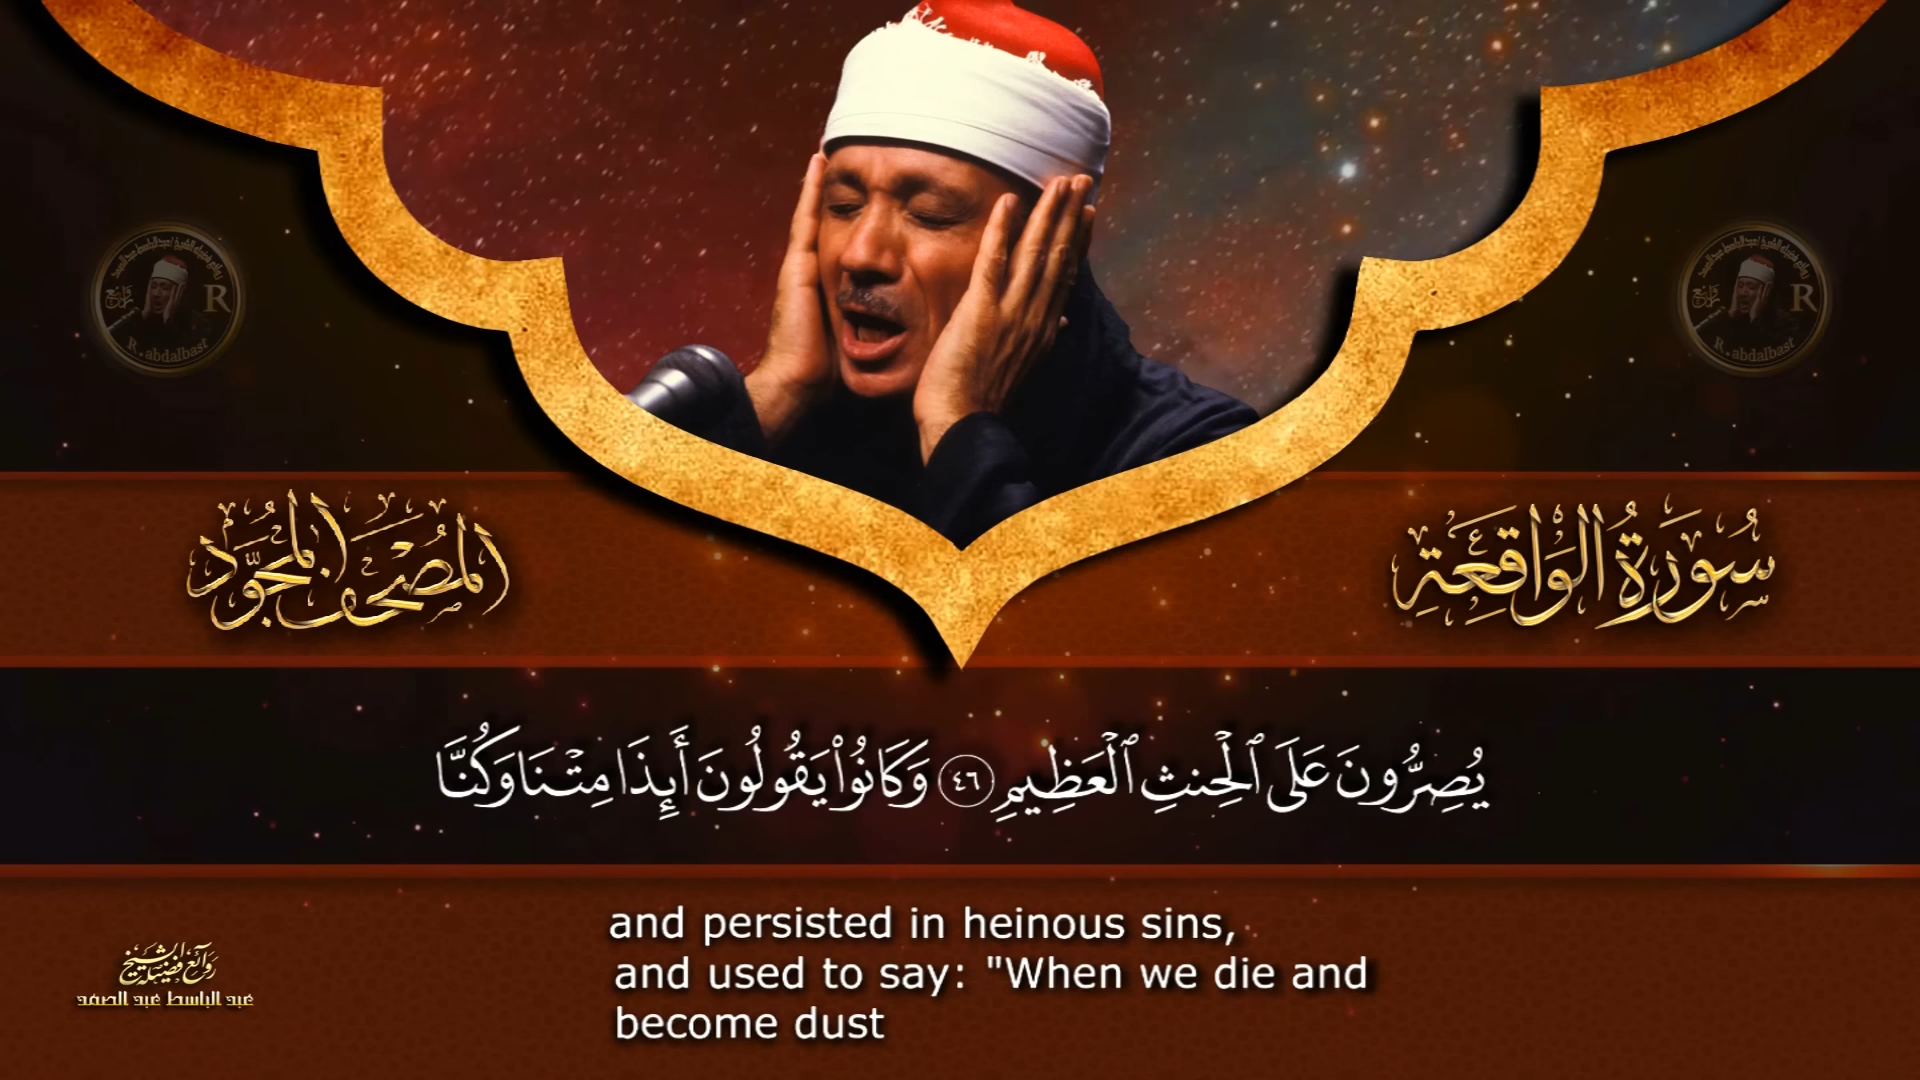 R
R. abdalbast
R
R. abdalbast
سُورَةُ الوَاقِعَةِ
المُصْحَفُ المُجَوَّد
يُصِرُّونَ عَلَى ٱلْحِنثِ ٱلْعَظِيمِ ٤٦ وَكَانُوا۟ يَقُولُونَ أَئِذَا مِتْنَا وَكُنَّا
and persisted in heinous sins,
and used to say: "When we die and
become dust
روائع فضيلة الشيخ
عبد الباسط عبد الصمد